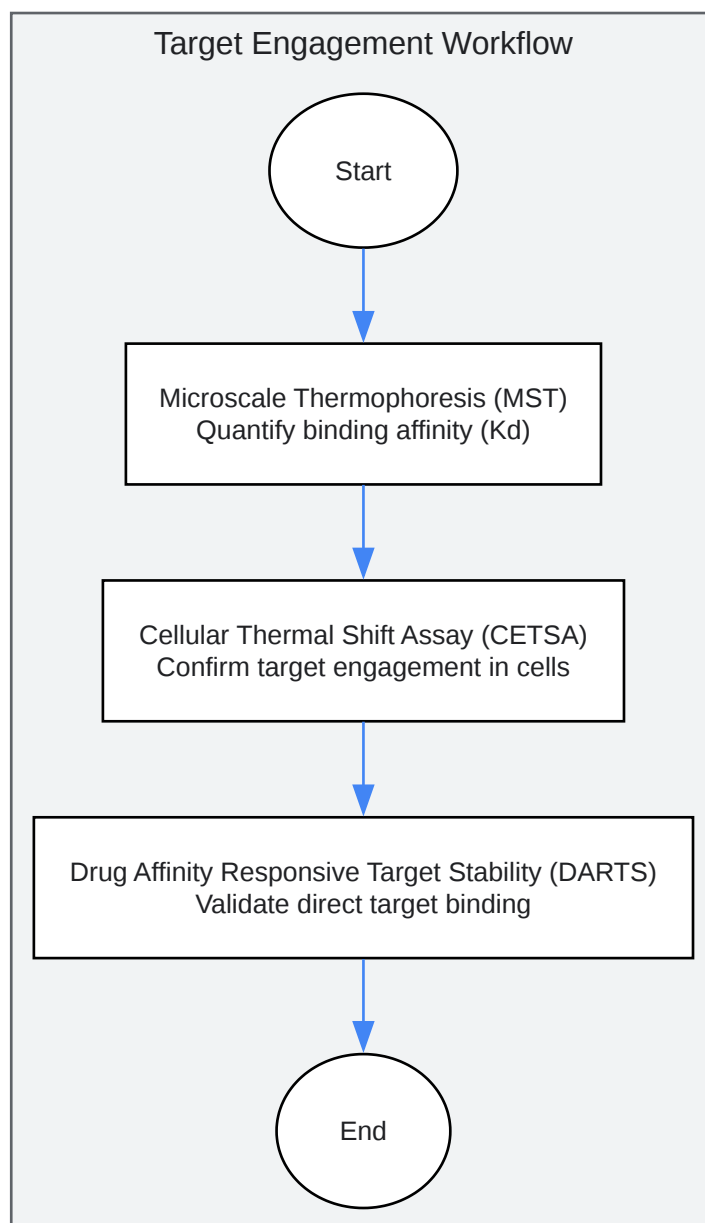 Target Engagement Workflow
Start
Microscale Thermophoresis (MST)
Quantify binding affinity (Kd)
Cellular Thermal Shift Assay (CETSA)
Confirm target engagement in cells
Drug Affinity Responsive Target Stability (DARTS)
Validate direct target binding
End